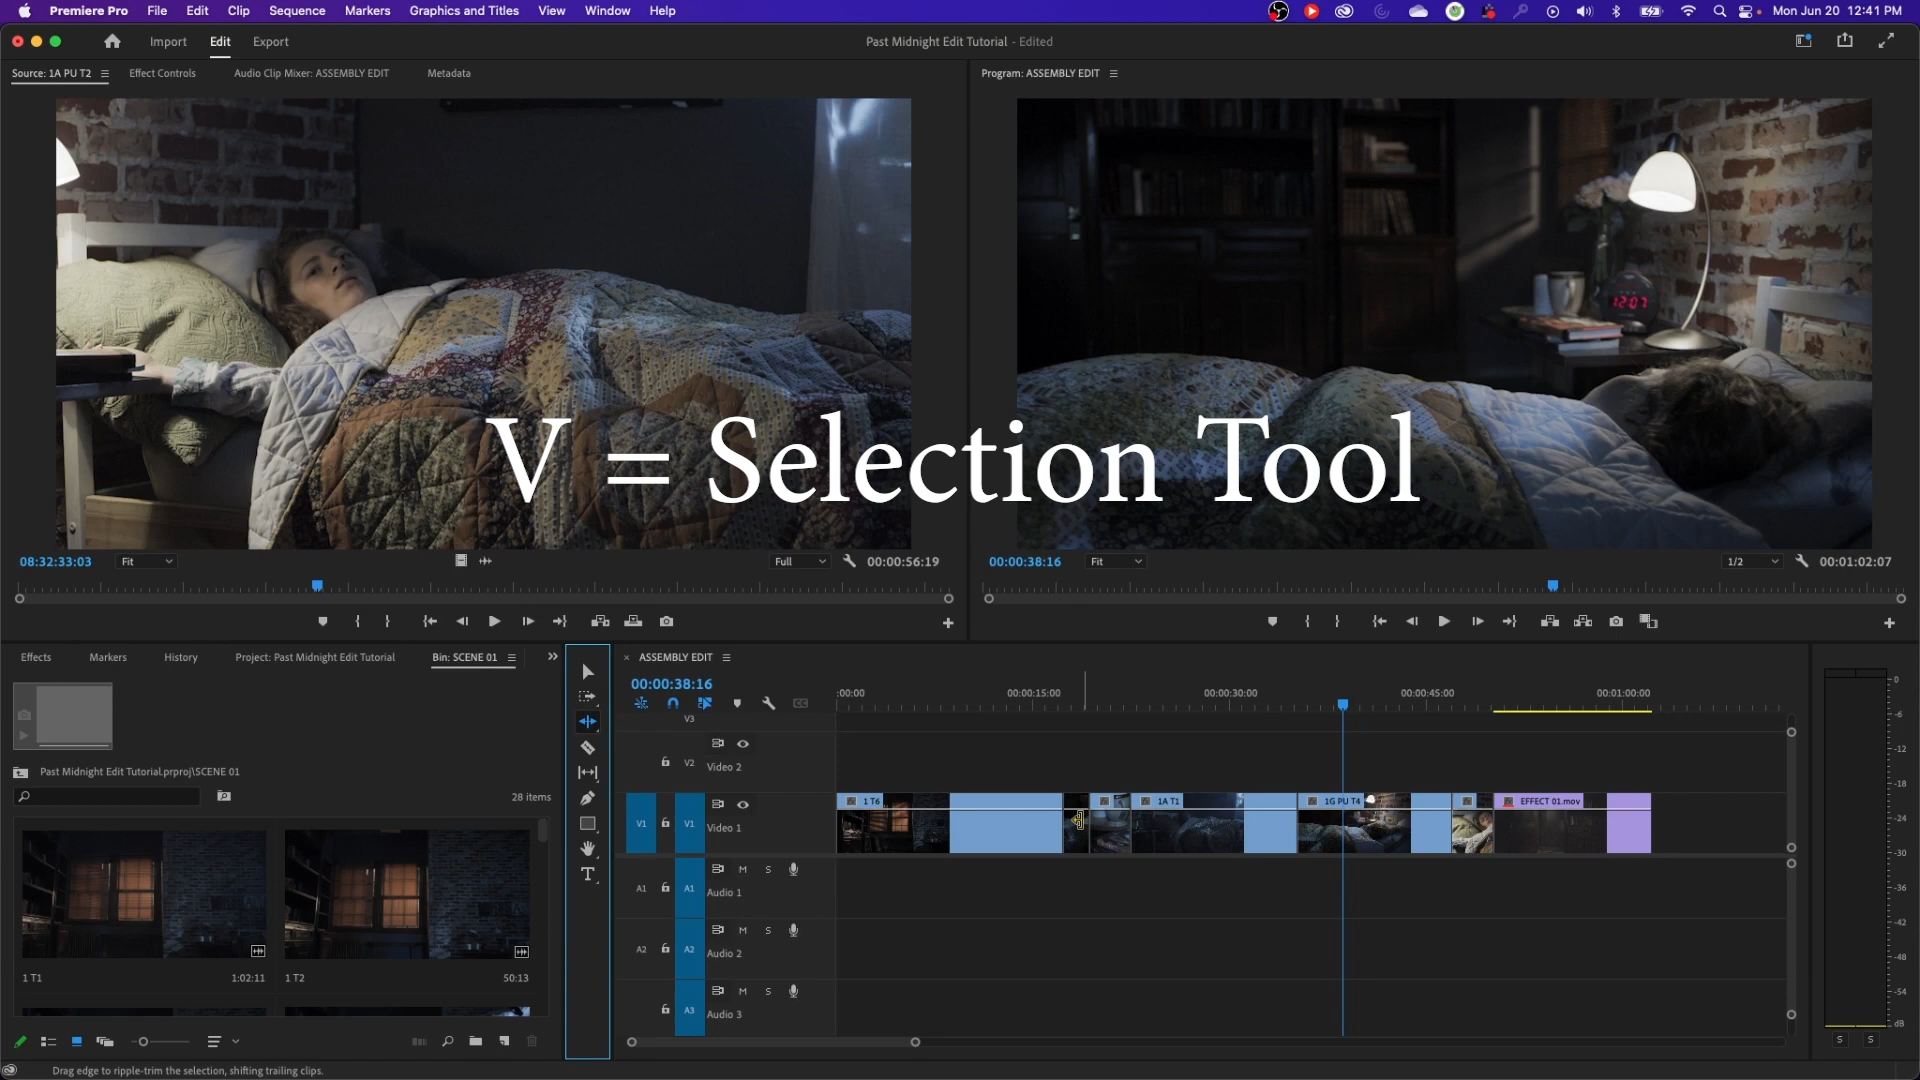 Premiere Pro File Edit Clip Sequence Markers Graphics and Titles View Window Help Mon Jun 20 12:41 PM
Import Edit Export Past Midnight Edit Tutorial - Edited
Source: 1A PU T2 Effect Controls Audio Clip Mixer: ASSEMBLY EDIT Metadata
Program: ASSEMBLY EDIT
12:07
V = Selection Tool
08:32:33:03 Fit Full 00:00:56:19
00:00:38:16 Fit 1/2 00:01:02:07
Effects Markers History Project: Past Midnight Edit Tutorial Bin: SCENE 01
Past Midnight Edit Tutorial.prproj\SCENE 01
28 items
1 T1 1:02:11
1 T2 50:13
T
× ASSEMBLY EDIT
00:00:38:16
:00:00 00:00:15:00 00:00:30:00 00:00:45:00 00:01:00:00
V3
V2 Video 2
V1 V1 Video 1
1 T6 1A T1 1G PU T4 EFFECT 01.mov
A1 A1 M S Audio 1
A2 A2 M S Audio 2
A3 M S Audio 3
0
-6
-12
-18
-24
-30
-36
-42
-48
-54
dB
S S
Drag edge to ripple-trim the selection, shifting trailing clips.